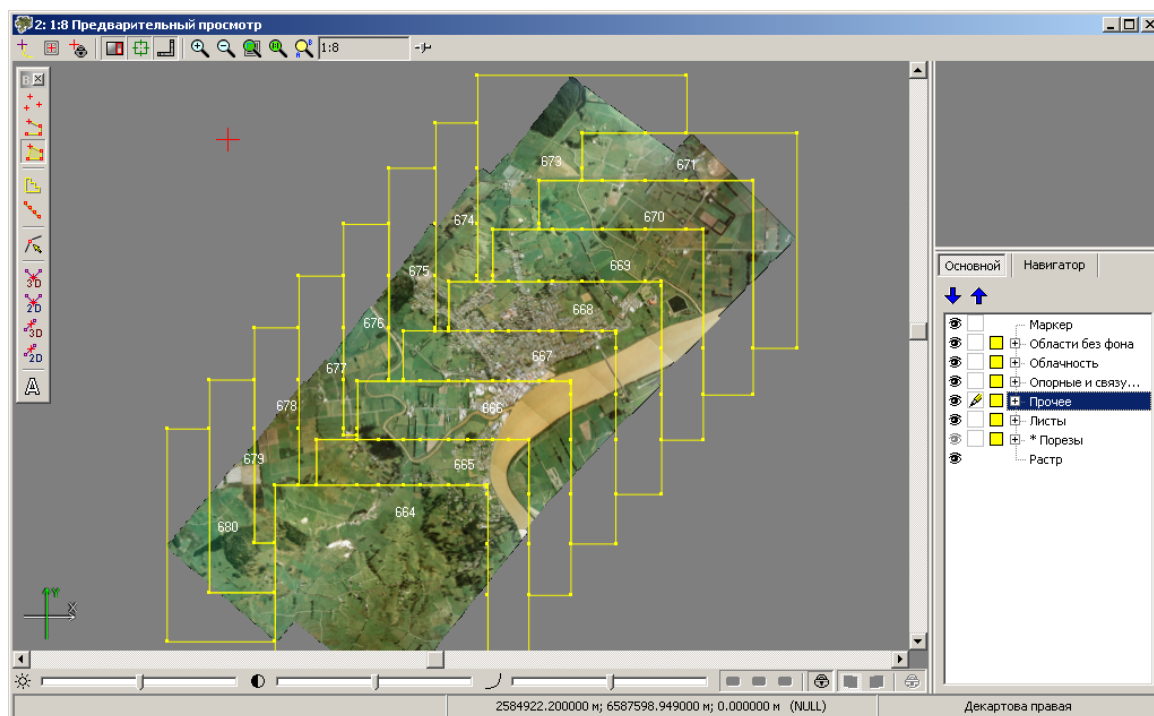 2: 1:8 Предварительный просмотр
1:8
B
3D
2D
3D
2D
A
673
671
674
670
675
669
676
668
677
667
678
666
679
665
680
664
Y
X
Основной
Навигатор
Маркер
Области без фона
Облачность
Опорные и связу...
Прочее
Листы
* Порезы
Растр
2584922.200000 м; 6587598.949000 м; 0.000000 м (NULL)
Декартова правая